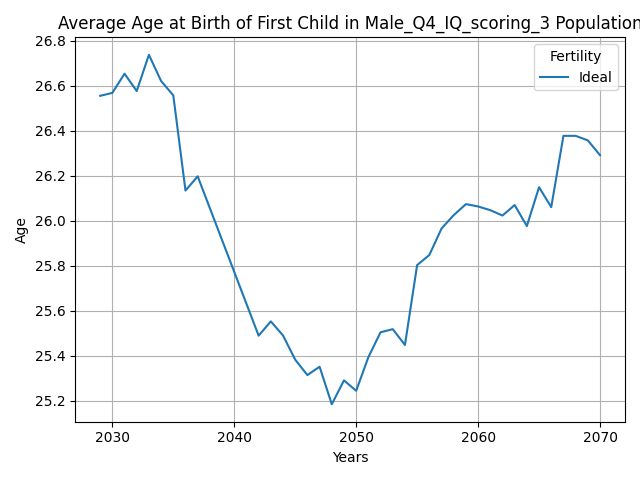 Average Age at Birth of First Child in Male_Q4_IQ_scoring_3 Population
Fertility
Ideal
26.8
26.6
26.4
26.2
26.0
25.8
25.6
25.4
25.2
Age
2030 2040 2050 2060 2070
Years